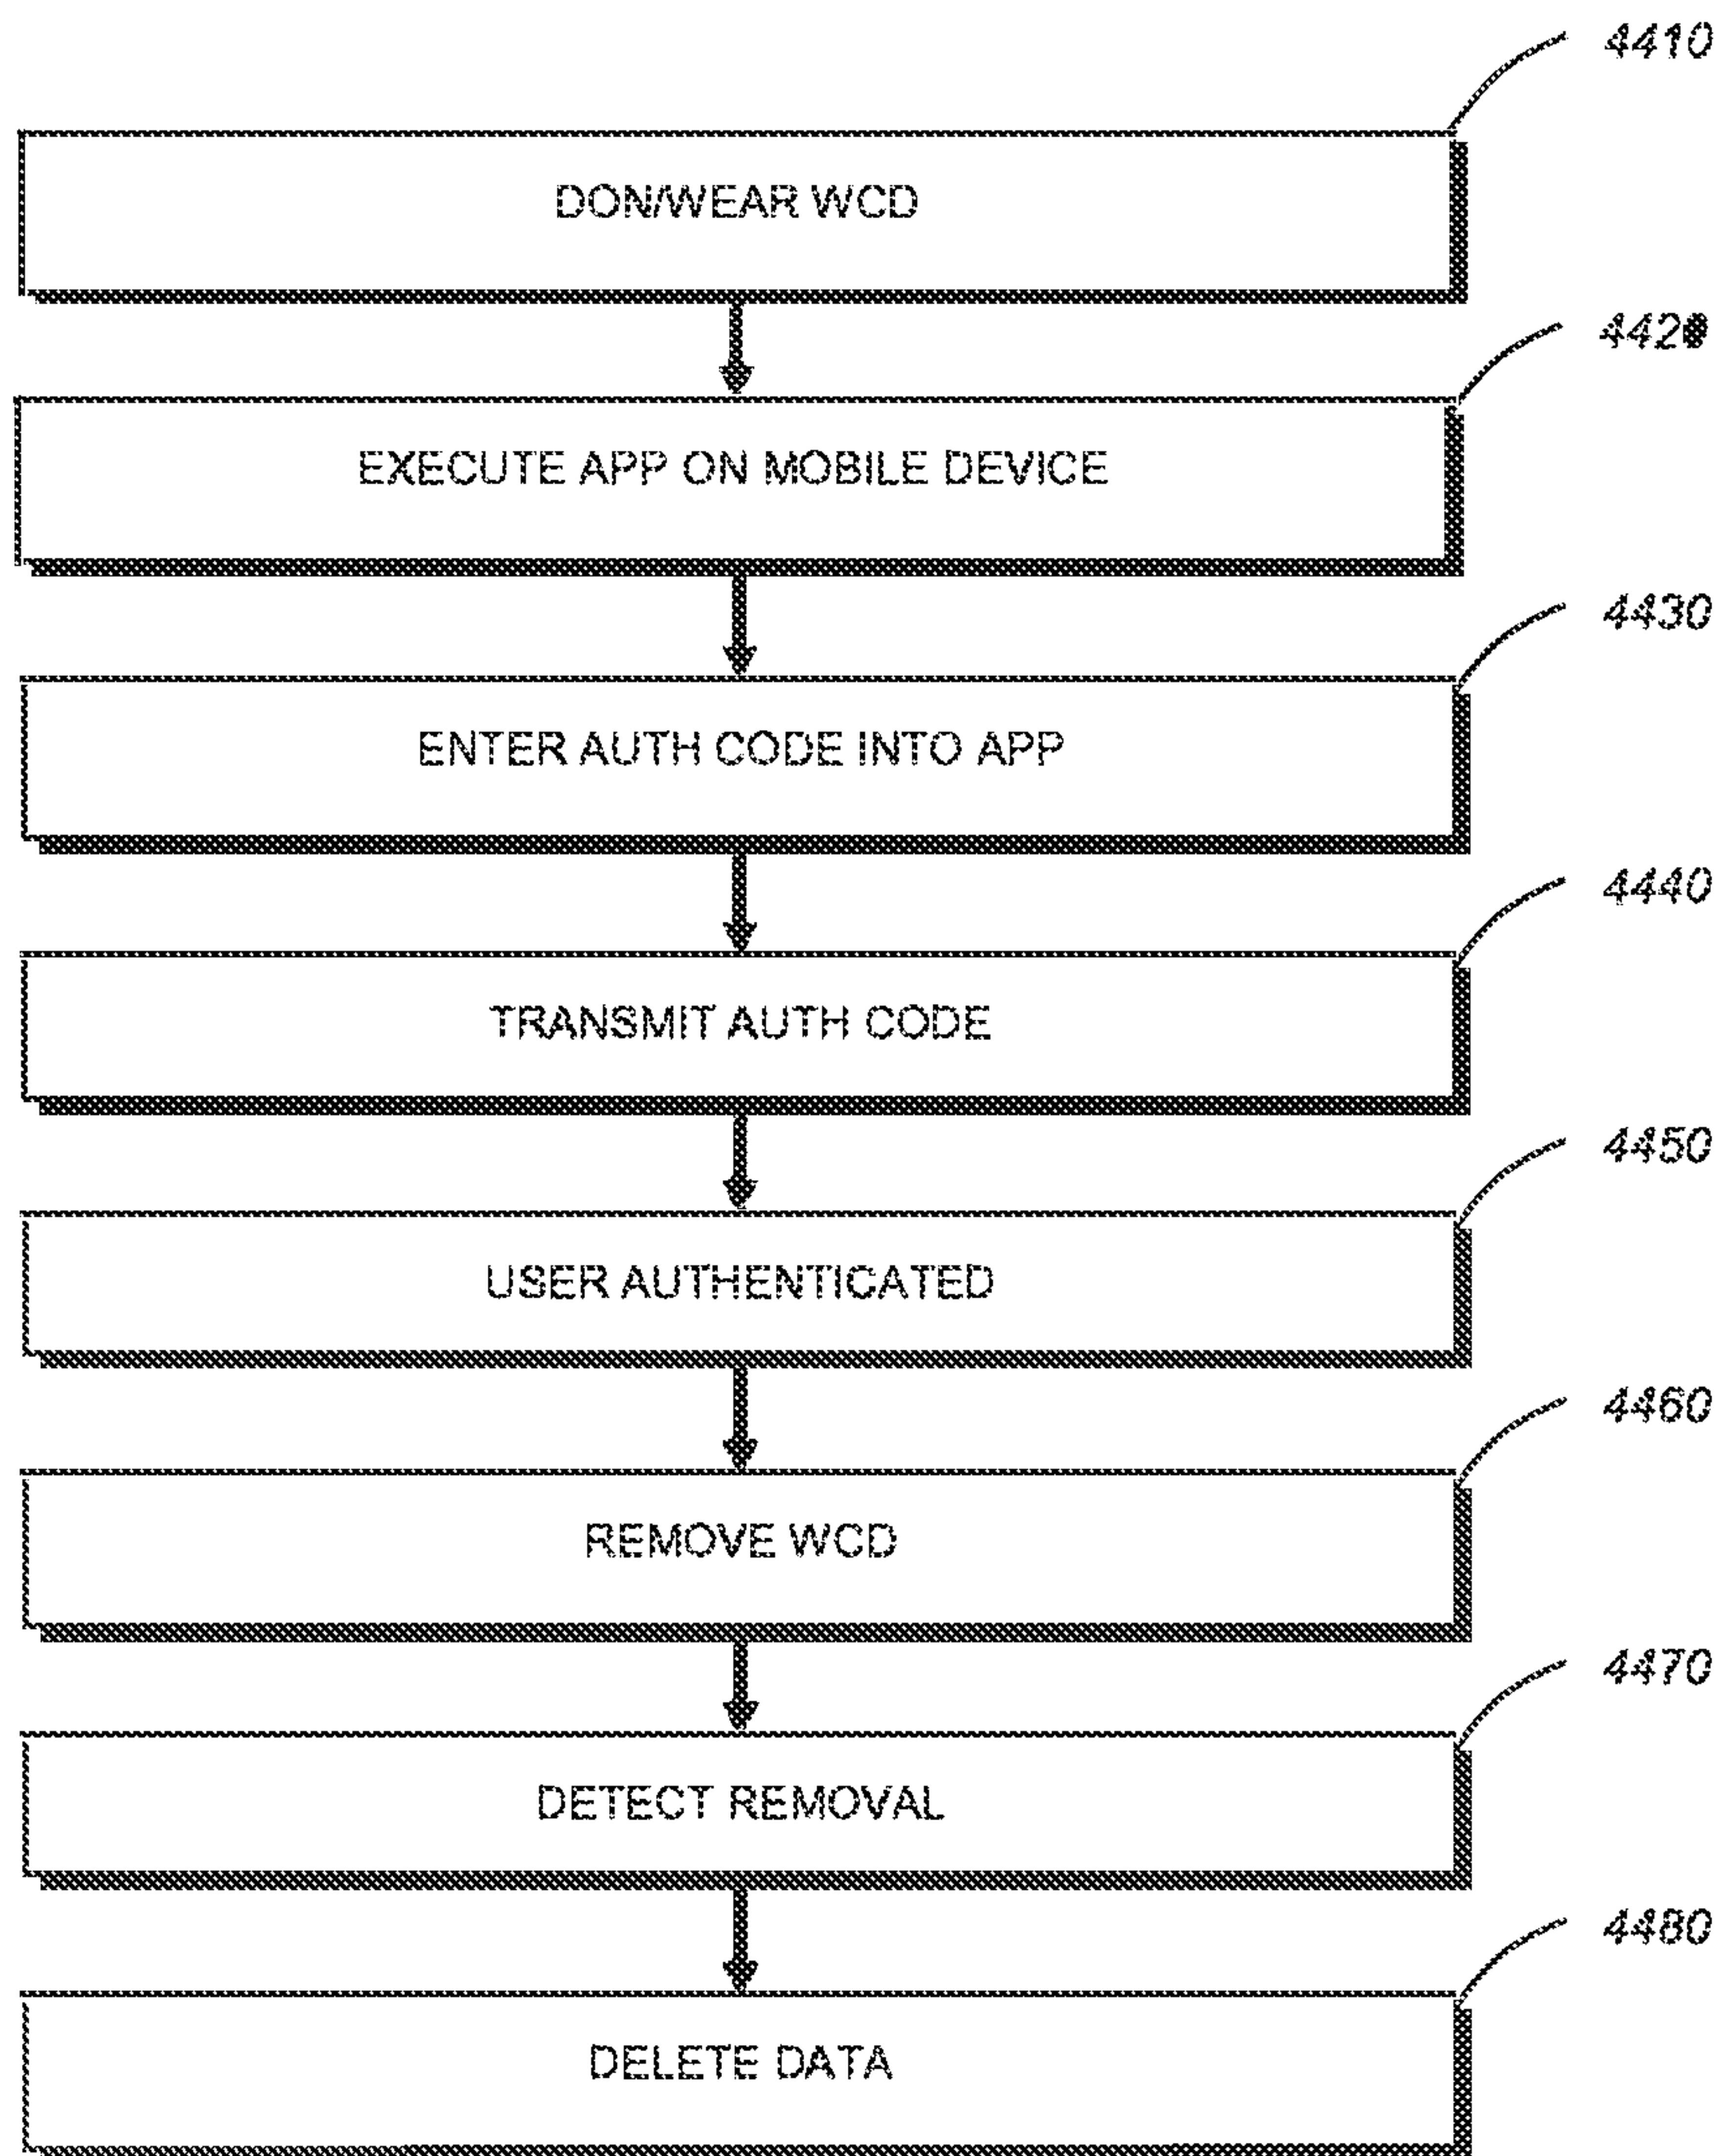 4410
DON/WEAR WCD
4420
EXECUTE APP ON MOBILE DEVICE
4430
ENTER AUTH CODE INTO APP
4440
TRANSMIT AUTH CODE
4450
USER AUTHENTICATED
4460
REMOVE WCD
4470
DETECT REMOVAL
4480
DELETE DATA